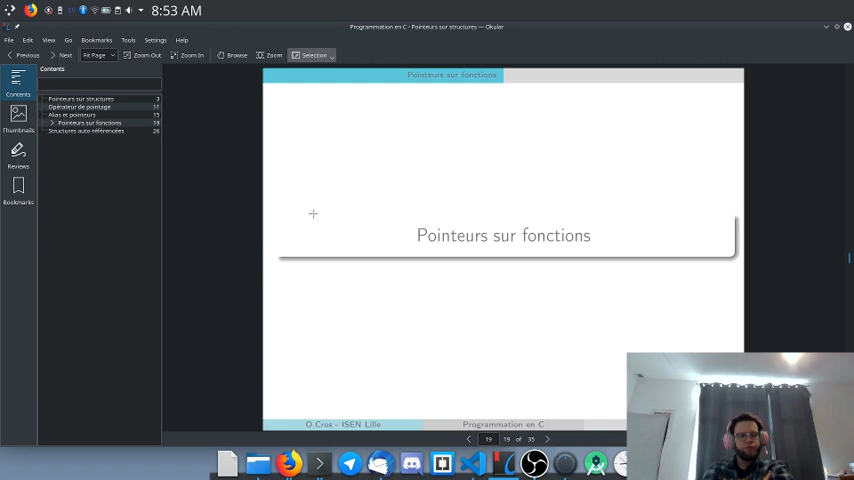 8:53 AM
Programmation en C - Pointeurs sur structures — Okular
File Edit View Go Bookmarks Tools Settings Help
Previous Next Fit Page Zoom Out Zoom In Browse Zoom Selection
Contents
Pointeurs sur structures 3
Opérateur de pointage 11
Alias et pointeurs 15
Pointeurs sur fonctions 19
Structures auto-référencées 26
Contents
Thumbnails
Reviews
Bookmarks
Pointeurs sur fonctions
Pointeurs sur fonctions
O.Cros - ISEN Lille Programmation en C
19 19 of 35